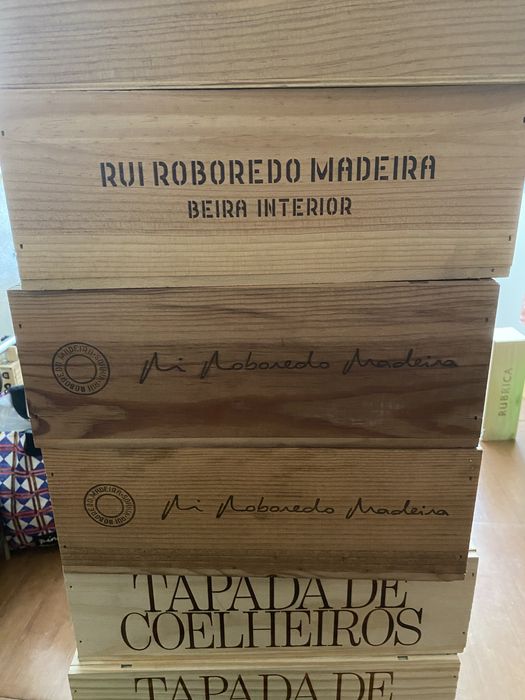 RUI ROBOREDO MADEIRA
BEIRA INTERIOR
Rui Roboredo Madeira
RUBRICA
Rui Roboredo Madeira
TAPADA DE
COELHEIROS
TAPADA DE